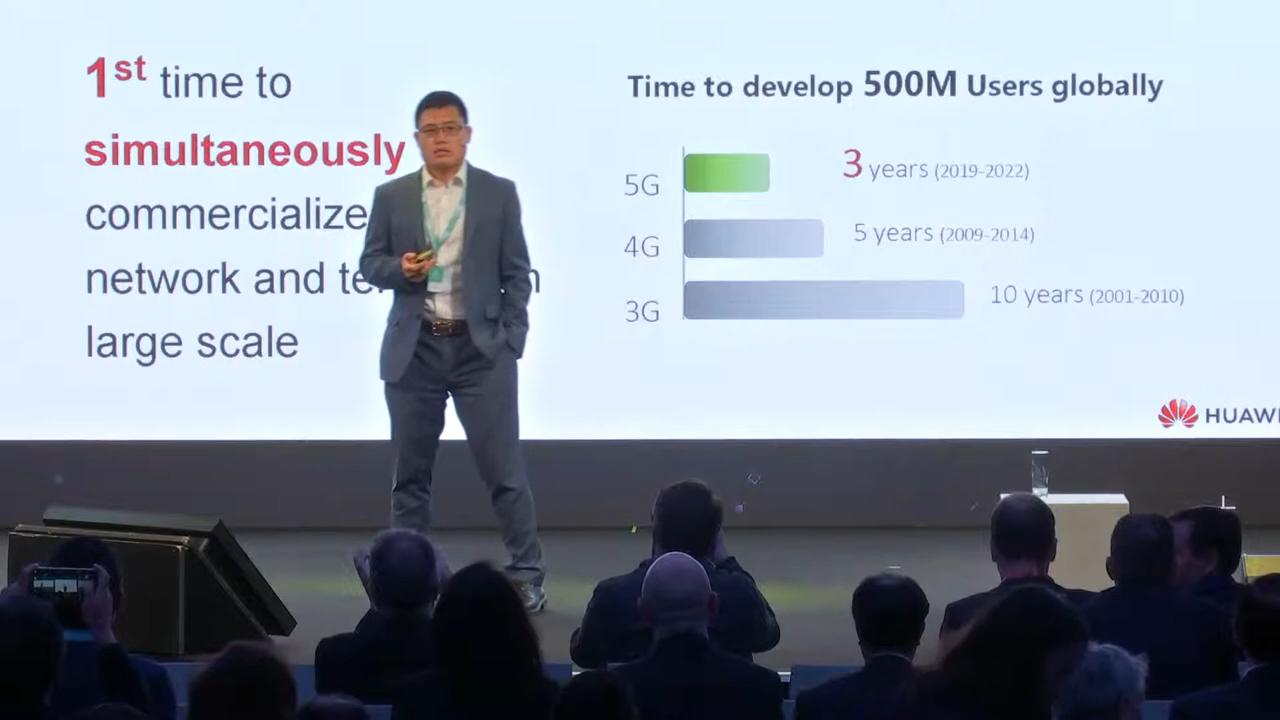 1st time to
simultaneously
commercialize
network and
large scale
Time to develop 500M Users globally
5G 3 years (2019-2022)
4G 5 years (2009-2014)
3G 10 years (2001-2010)
HUAWE